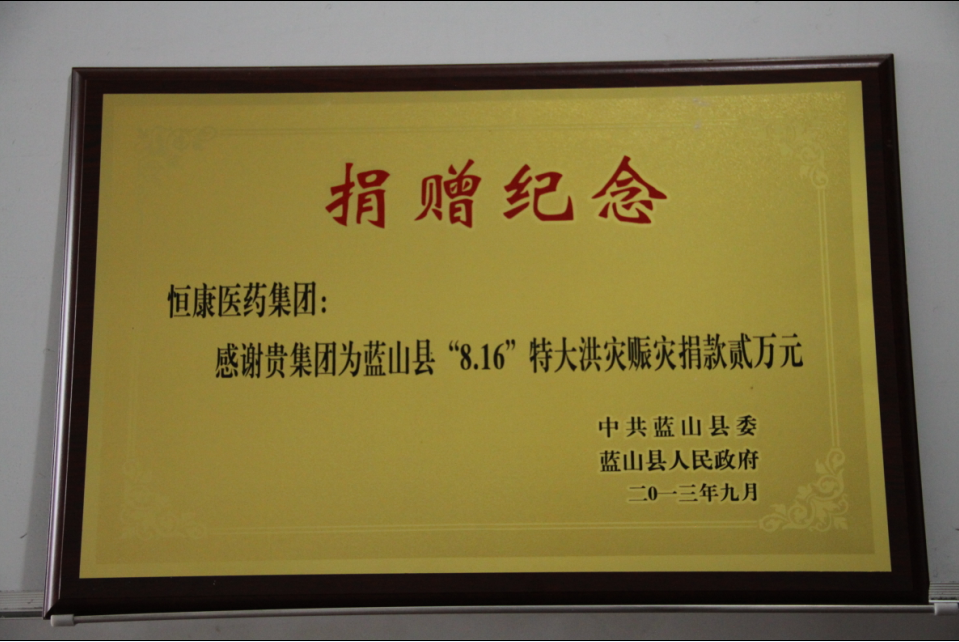 捐赠纪念
恒康医药集团：
感谢贵集团为蓝山县“8.16”特大洪灾赈灾捐款贰万元
中共蓝山县委
蓝山县人民政府
二0一三年九月